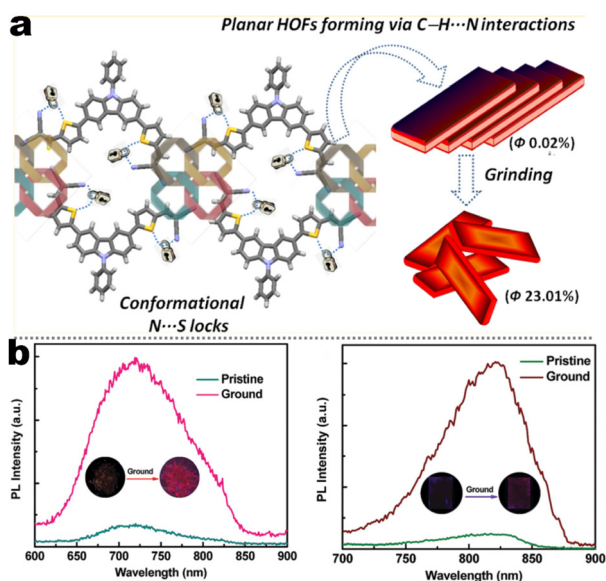 a
Planar HOFs forming via C–H···N interactions
(Φ 0.02%)
Grinding
(Φ 23.01%)
Conformational
N···S locks
b
PL Intensity (a.u.)
Pristine
Ground
Ground
600 650 700 750 800 850 900
Wavelength (nm)
PL Intensity (a.u.)
Pristine
Ground
Ground
700 750 800 850 900
Wavelength (nm)